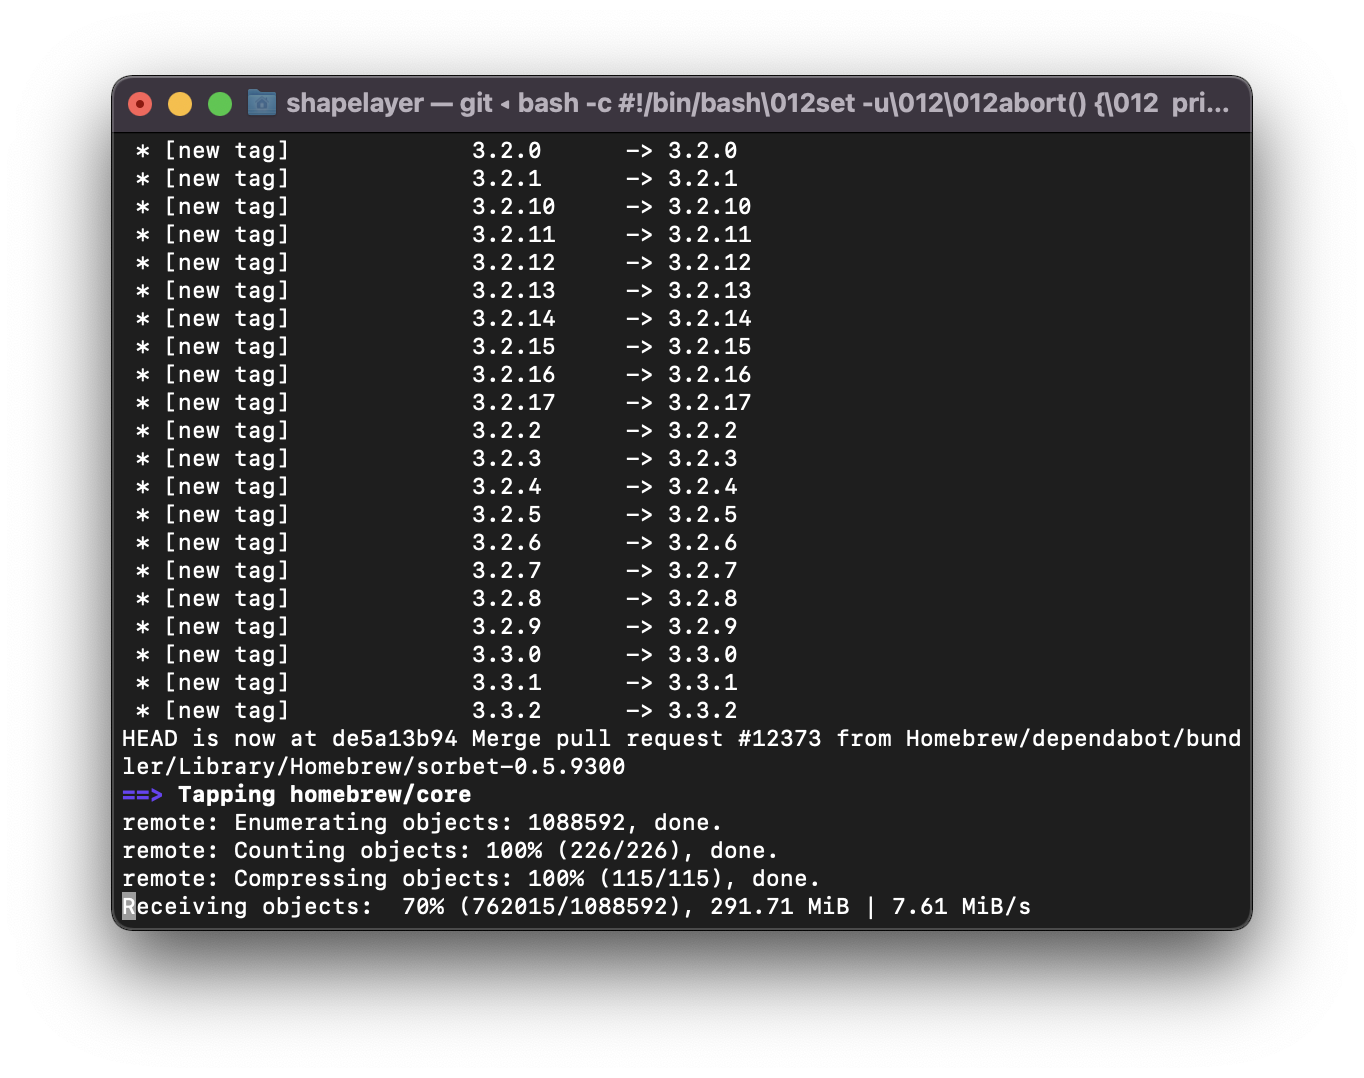 shapelayer — git ◂ bash -c #!/bin/bash\012set -u\012\012abort() {\012  pri...
 * [new tag]             3.2.0      -> 3.2.0
 * [new tag]             3.2.1      -> 3.2.1
 * [new tag]             3.2.10     -> 3.2.10
 * [new tag]             3.2.11     -> 3.2.11
 * [new tag]             3.2.12     -> 3.2.12
 * [new tag]             3.2.13     -> 3.2.13
 * [new tag]             3.2.14     -> 3.2.14
 * [new tag]             3.2.15     -> 3.2.15
 * [new tag]             3.2.16     -> 3.2.16
 * [new tag]             3.2.17     -> 3.2.17
 * [new tag]             3.2.2      -> 3.2.2
 * [new tag]             3.2.3      -> 3.2.3
 * [new tag]             3.2.4      -> 3.2.4
 * [new tag]             3.2.5      -> 3.2.5
 * [new tag]             3.2.6      -> 3.2.6
 * [new tag]             3.2.7      -> 3.2.7
 * [new tag]             3.2.8      -> 3.2.8
 * [new tag]             3.2.9      -> 3.2.9
 * [new tag]             3.3.0      -> 3.3.0
 * [new tag]             3.3.1      -> 3.3.1
 * [new tag]             3.3.2      -> 3.3.2
HEAD is now at de5a13b94 Merge pull request #12373 from Homebrew/dependabot/bund
ler/Library/Homebrew/sorbet-0.5.9300
==> Tapping homebrew/core
remote: Enumerating objects: 1088592, done.
remote: Counting objects: 100% (226/226), done.
remote: Compressing objects: 100% (115/115), done.
Receiving objects:  70% (762015/1088592), 291.71 MiB | 7.61 MiB/s